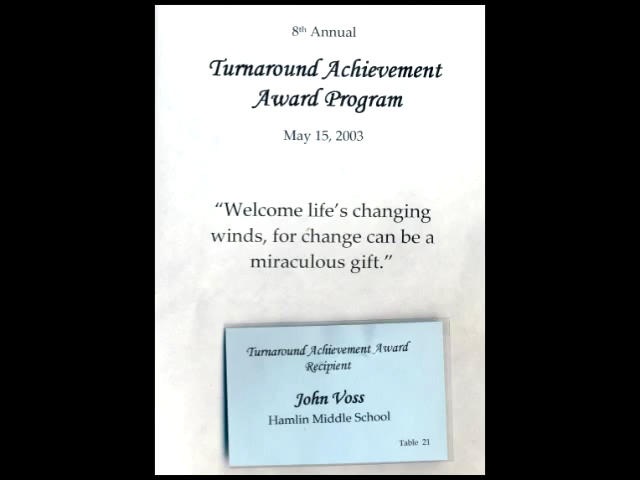 8th Annual
Turnaround Achievement
Award Program
May 15, 2003
“Welcome life’s changing
winds, for change can be a
miraculous gift.”
Turnaround Achievement Award
Recipient
John Voss
Hamlin Middle School
Table 21